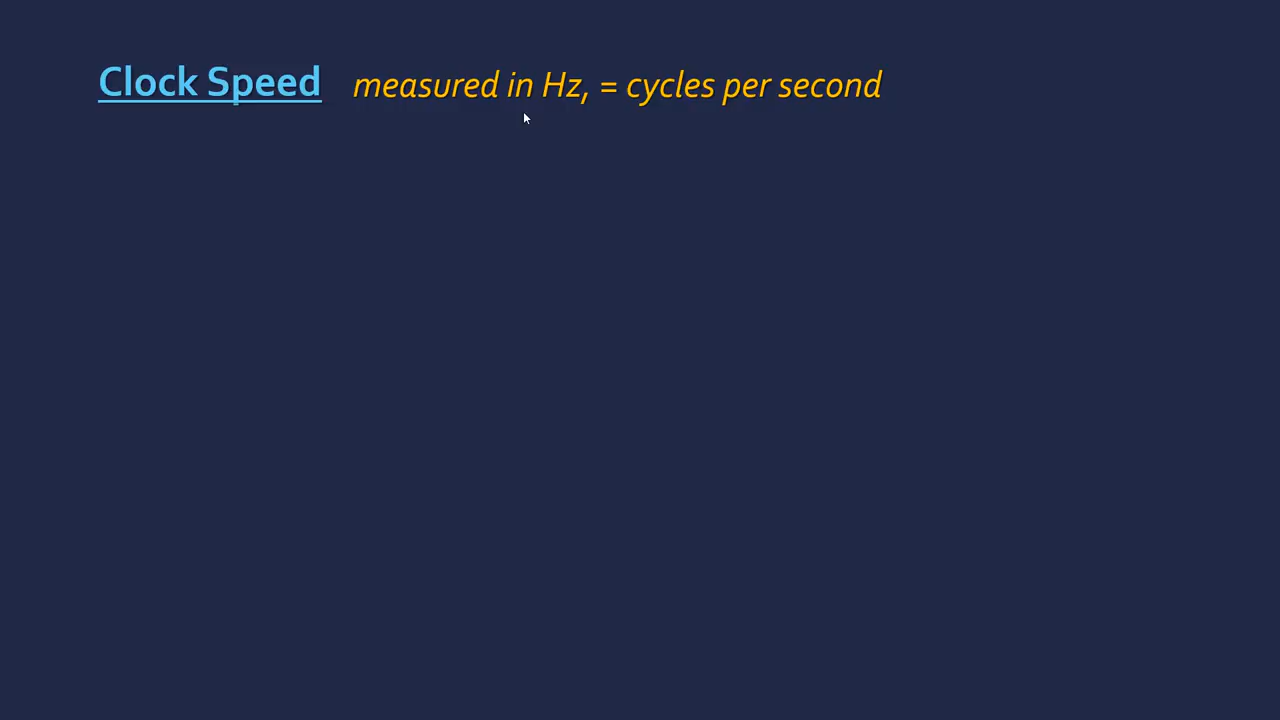 Clock Speed measured in Hz, = cycles per second